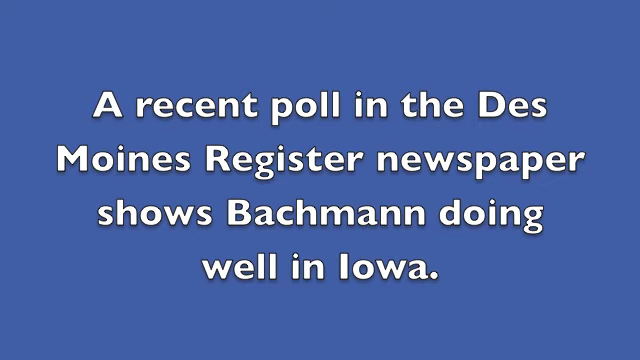 A recent poll in the Des
Moines Register newspaper
shows Bachmann doing
well in Iowa.